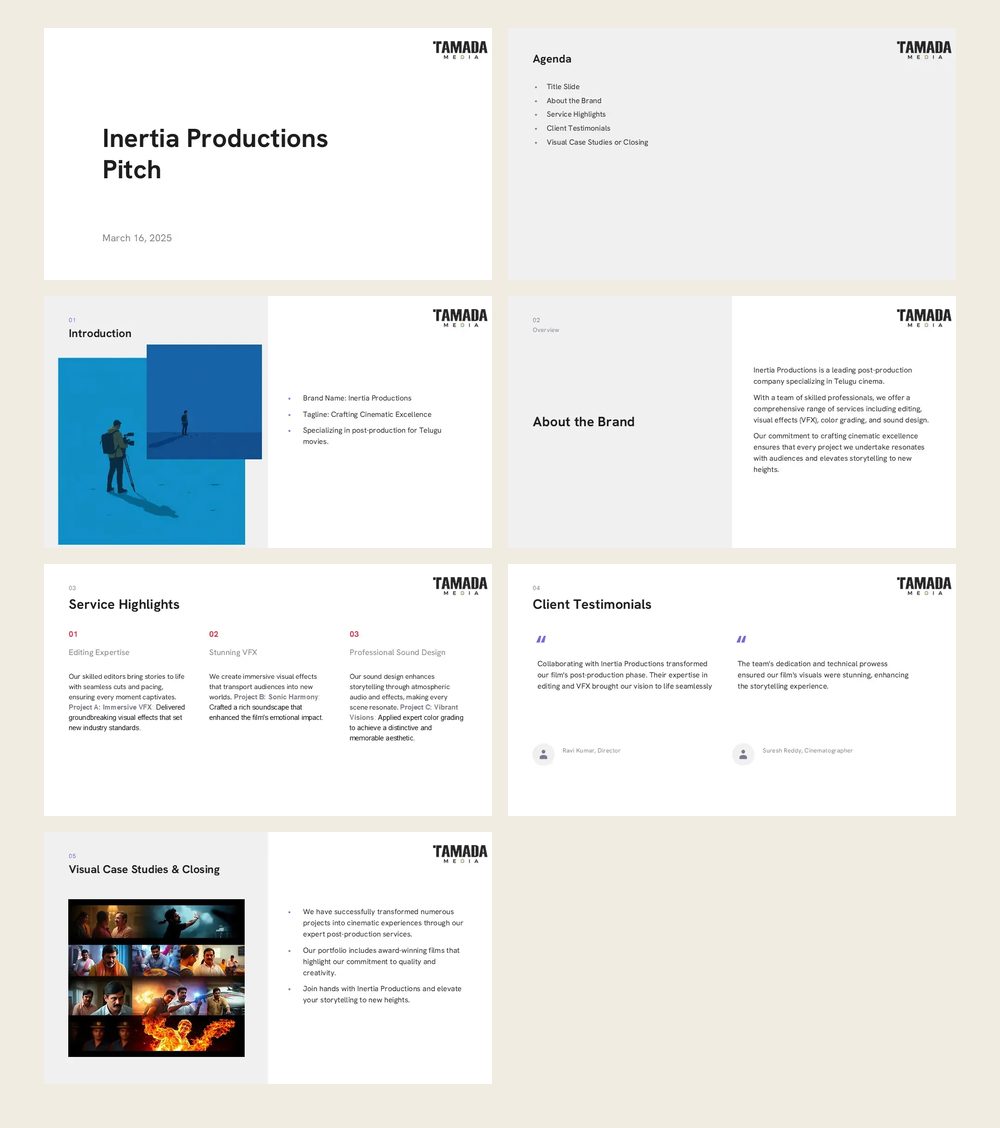 TAMADA
MEDIA
Inertia Productions
Pitch
March 16, 2025
TAMADA
MEDIA
Agenda
• Title Slide
• About the Brand
• Service Highlights
• Client Testimonials
• Visual Case Studies or Closing
TAMADA
MEDIA
01
Introduction
• Brand Name: Inertia Productions
• Tagline: Crafting Cinematic Excellence
• Specializing in post-production for Telugu
movies.
TAMADA
MEDIA
02
Overview
About the Brand
Inertia Productions is a leading post-production
company specializing in Telugu cinema.
With a team of skilled professionals, we offer a
comprehensive range of services including editing,
visual effects (VFX), color grading, and sound design.
Our commitment to crafting cinematic excellence
ensures that every project we undertake resonates
with audiences and elevates storytelling to new
heights.
TAMADA
MEDIA
03
Service Highlights
01
Editing Expertise
Our skilled editors bring stories to life
with seamless cuts and pacing,
ensuring every moment captivates.
Project A: Immersive VFX: Delivered
groundbreaking visual effects that set
new industry standards.
02
Stunning VFX
We create immersive visual effects
that transport audiences into new
worlds. Project B: Sonic Harmony:
Crafted a rich soundscape that
enhanced the film's emotional impact.
03
Professional Sound Design
Our sound design enhances
storytelling through atmospheric
audio and effects, making every
scene resonate. Project C: Vibrant
Visions: Applied expert color grading
to achieve a distinctive and
memorable aesthetic.
TAMADA
MEDIA
04
Client Testimonials
“
Collaborating with Inertia Productions transformed
our film's post-production phase. Their expertise in
editing and VFX brought our vision to life seamlessly
Ravi Kumar, Director
“
The team's dedication and technical prowess
ensured our film's visuals were stunning, enhancing
the storytelling experience.
Suresh Reddy, Cinematographer
TAMADA
MEDIA
05
Visual Case Studies & Closing
• We have successfully transformed numerous
projects into cinematic experiences through our
expert post-production services.
• Our portfolio includes award-winning films that
highlight our commitment to quality and
creativity.
• Join hands with Inertia Productions and elevate
your storytelling to new heights.